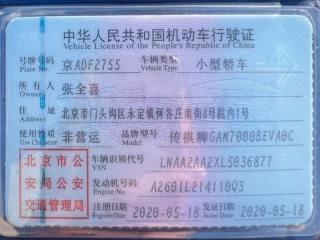 中华人民共和国机动车行驶证
Vehicle License of the People's Republic of China
号牌号码 京ADF2755 车辆类型 小型轿车
Plate No. Vehicle Type
所有人 张全喜
Owner
住址 北京市门头沟区永定镇何各庄南街8号院内1号
Address
使用性质 非营运 品牌型号 传祺牌GAM7000BEVA0C
Use Character Model
北京市公安局公安交通管理局
车辆识别代号 LNAA2AA2XL5036877
VIN
发动机号码 A2601L214110Q3
Engine No.
注册日期 2020-05-18 发证日期 2020-05-18
Register Date Issue Date